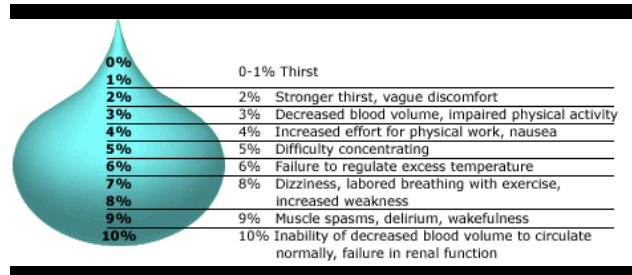 0%
1%
0-1% Thirst
2% 2% Stronger thirst, vague discomfort
3% 3% Decreased blood volume, impaired physical activity
4% 4% Increased effort for physical work, nausea
5% 5% Difficulty concentrating
6% 6% Failure to regulate excess temperature
7% 8% Dizziness, labored breathing with exercise,
8% increased weakness
9% 9% Muscle spasms, delirium, wakefulness
10% 10% Inability of decreased blood volume to circulate
normally, failure in renal function